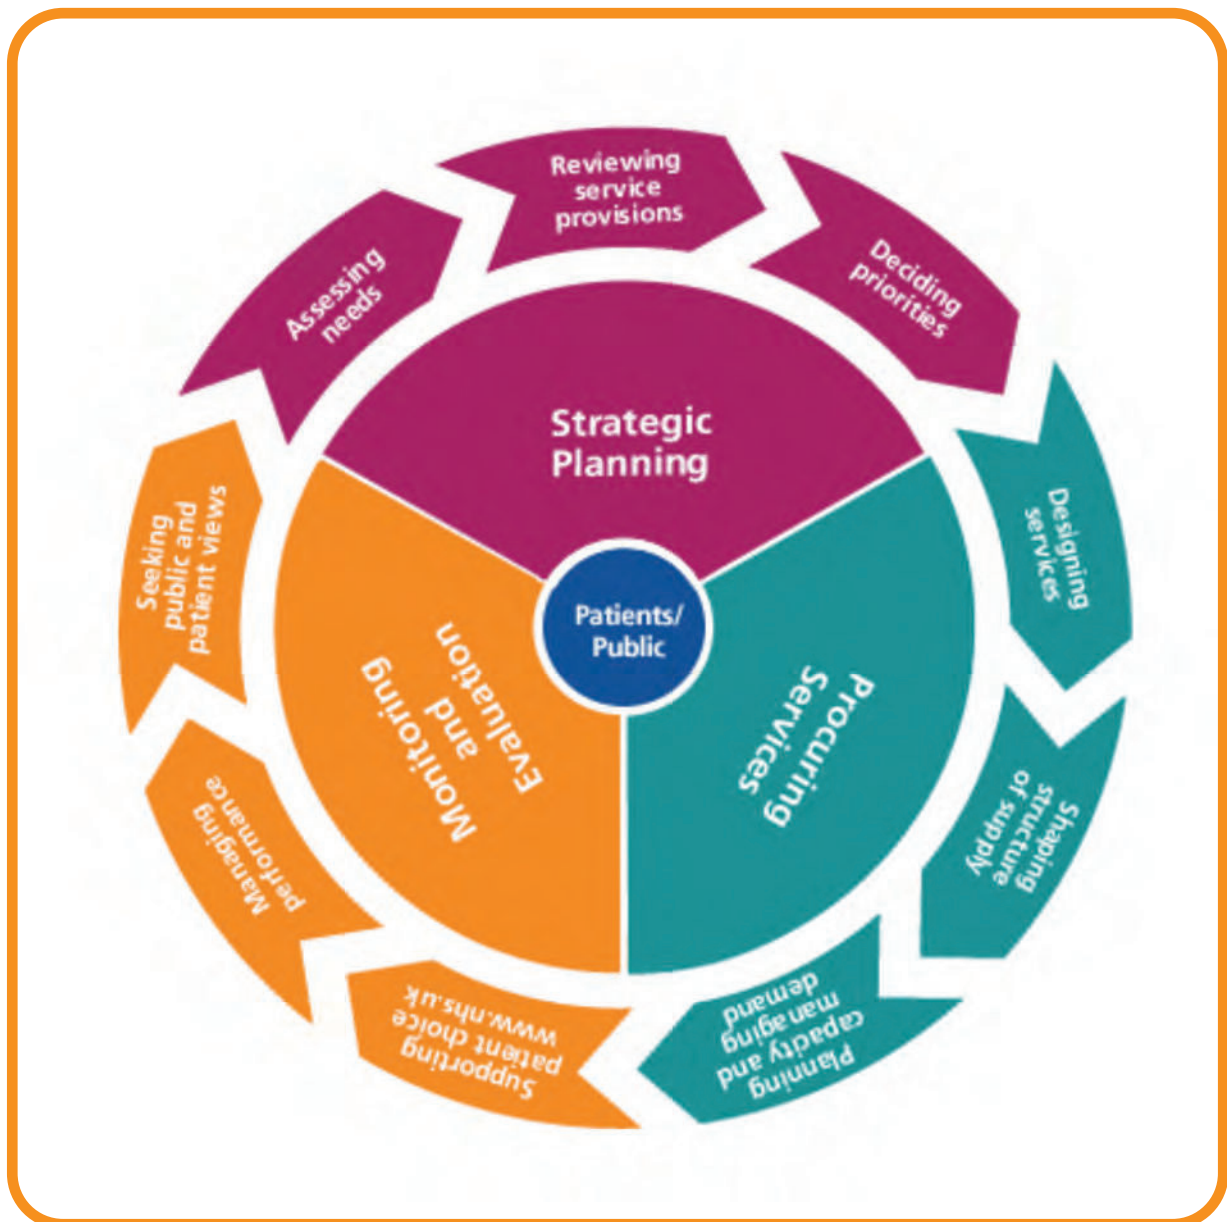 Reviewing
service
provisions
Deciding
priorities
Designing
services
Shaping
structure
of supply
Planning
capacity and
managing
demand
Supporting
patient choice
www.nhs.uk
Managing
performance
Seeking
public and
patient views
Assessing
needs
Strategic
Planning
Procuring
Services
Monitoring
and
Evaluation
Patients/
Public